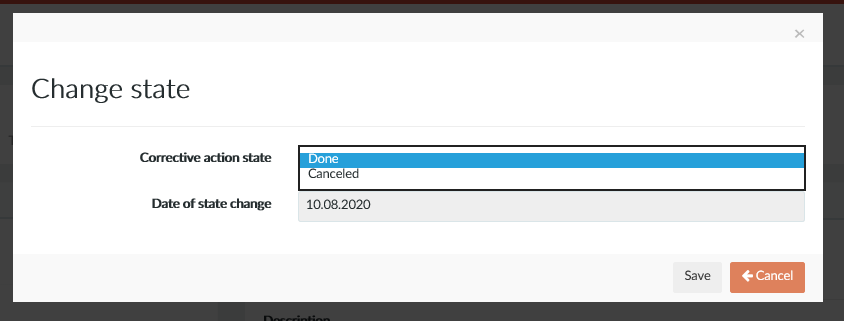 ×
Change state
Corrective action state
Done
Canceled
Date of state change
10.08.2020
Save
Cancel
Description